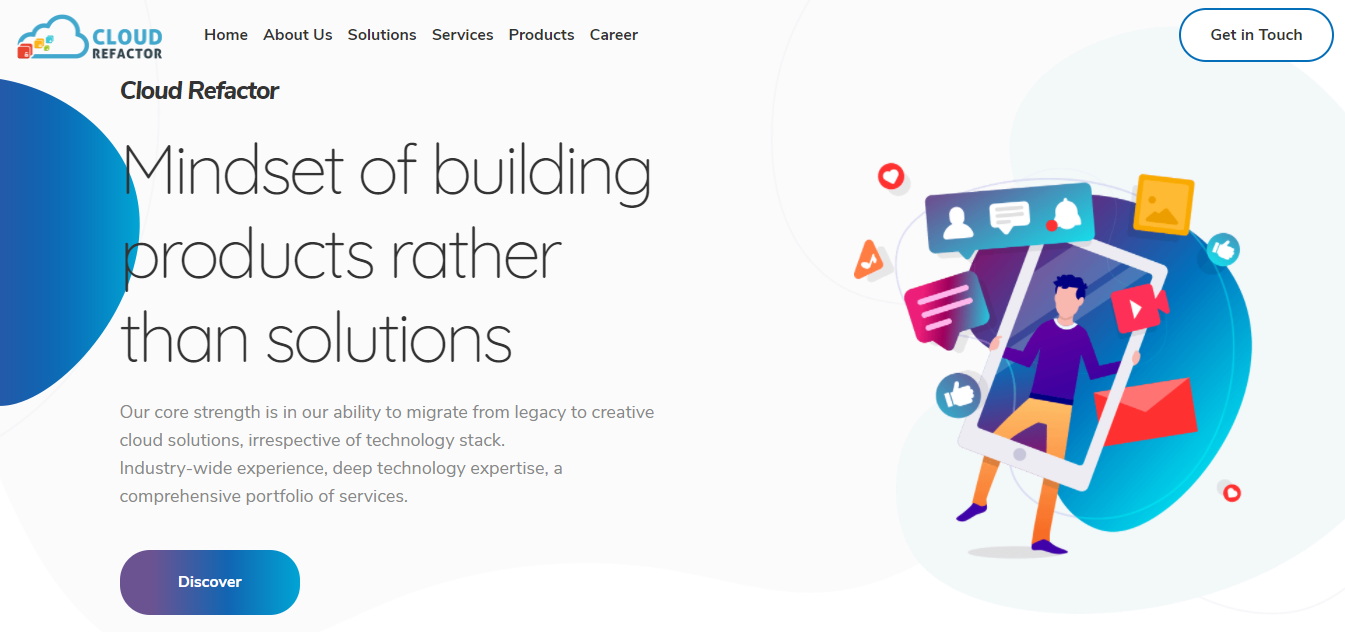 CLOUD
REFACTOR
Home About Us Solutions Services Products Career
Get in Touch
Cloud Refactor
Mindset of building
products rather
than solutions
Our core strength is in our ability to migrate from legacy to creative
cloud solutions, irrespective of technology stack.
Industry-wide experience, deep technology expertise, a
comprehensive portfolio of services.
Discover